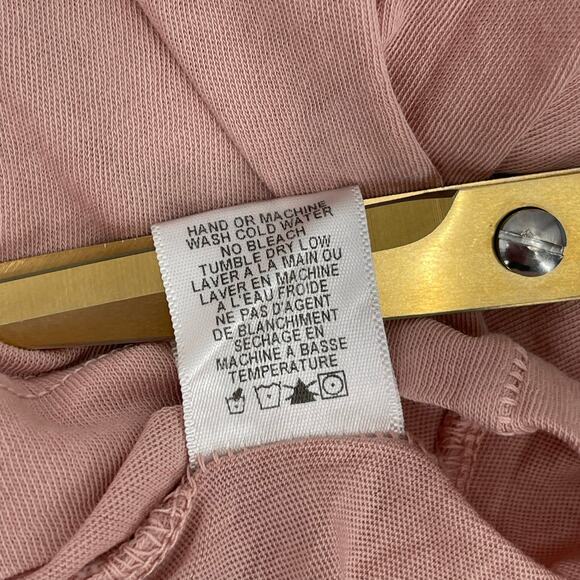 HAND OR MACHINE
WASH COLD WATER
NO BLEACH
TUMBLE DRY LOW
LAVER A LA MAIN OU
LAVER EN MACHINE
A L'EAU FROIDE
NE PAS D'AGENT
DE BLANCHIMENT
SECHAGE EN
MACHINE À BASSE
TEMPERATURE